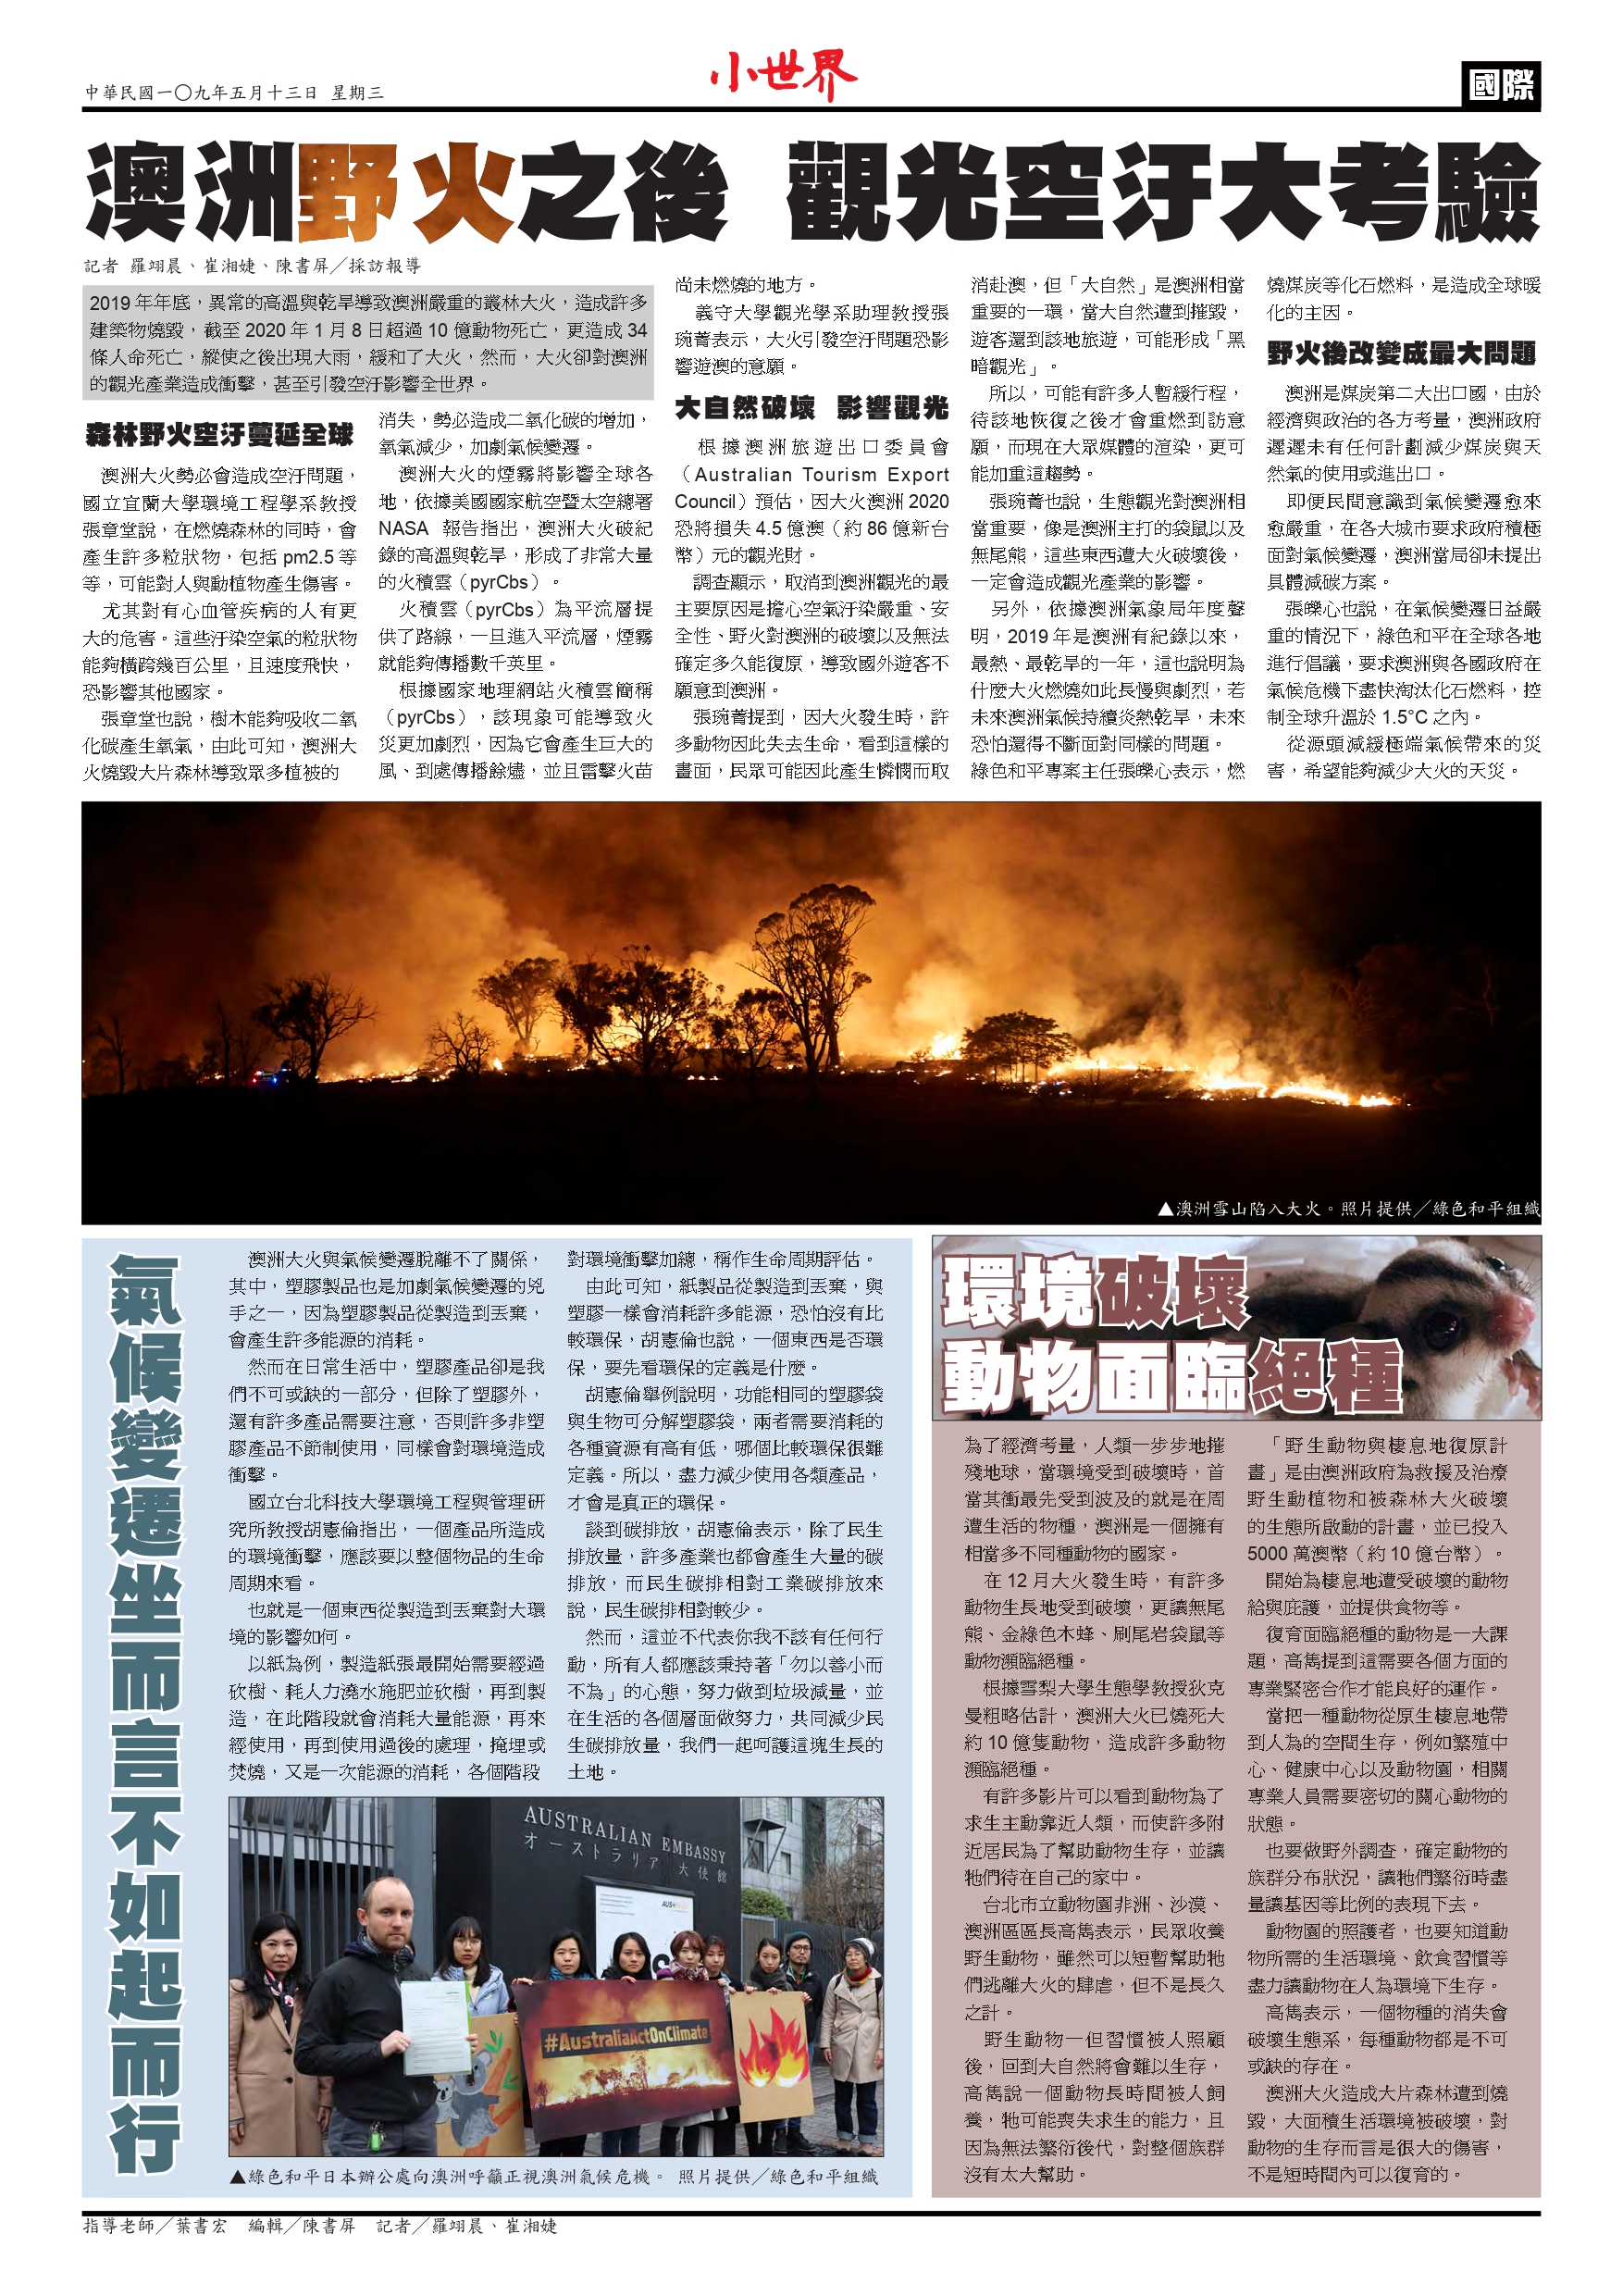 中華民國一〇九年五月十三日 星期三
小世界
國際
澳洲野火之後 觀光空汙大考驗
記者 羅翊晨、崔湘婕、陳書屏╱採訪報導
2019 年年底，異常的高溫與乾旱導致澳洲嚴重的叢林大火，造成許多
建築物燒毀，截至 2020 年 1 月 8 日超過 10 億動物死亡，更造成 34
條人命死亡，縱使之後出現大雨，緩和了大火，然而，大火卻對澳洲
的觀光產業造成衝擊，甚至引發空汙影響全世界。
森林野火空汙蔓延全球
澳洲大火勢必會造成空汙問題，
國立宜蘭大學環境工程學系教授
張章堂說，在燃燒森林的同時，會
產生許多粒狀物，包括 pm2.5 等
等，可能對人與動植物產生傷害。
尤其對有心血管疾病的人有更
大的危害。這些汙染空氣的粒狀物
能夠橫跨幾百公里，且速度飛快，
恐影響其他國家。
張章堂也說，樹木能夠吸收二氧
化碳產生氧氣，由此可知，澳洲大
火燒毀大片森林導致眾多植被的
消失，勢必造成二氧化碳的增加，
氧氣減少，加劇氣候變遷。
澳洲大火的煙霧將影響全球各
地，依據美國國家航空暨太空總署
NASA 報告指出，澳洲大火破紀
錄的高溫與乾旱，形成了非常大量
的火積雲（pyrCbs）。
火積雲（pyrCbs）為平流層提
供了路線，一旦進入平流層，煙霧
就能夠傳播數千英里。
根據國家地理網站火積雲簡稱
（pyrCbs），該現象可能導致火
災更加劇烈，因為它會產生巨大的
風、到處傳播餘燼，並且雷擊火苗
尚未燃燒的地方。
義守大學觀光學系助理教授張
琬菁表示，大火引發空汙問題恐影
響遊澳的意願。
大自然破壞 影響觀光
根據澳洲旅遊出口委員會
（Australian Tourism Export
Council）預估，因大火澳洲 2020
恐將損失 4.5 億澳（約 86 億新台
幣）元的觀光財。
調查顯示，取消到澳洲觀光的最
主要原因是擔心空氣汙染嚴重、安
全性、野火對澳洲的破壞以及無法
確定多久能復原，導致國外遊客不
願意到澳洲。
張琬菁提到，因大火發生時，許
多動物因此失去生命，看到這樣的
畫面，民眾可能因此產生憐憫而取
消赴澳，但「大自然」是澳洲相當
重要的一環，當大自然遭到摧毀，
遊客還到該地旅遊，可能形成「黑
暗觀光」。
所以，可能有許多人暫緩行程，
待該地恢復之後才會重燃到訪意
願，而現在大眾媒體的渲染，更可
能加重這趨勢。
張琬菁也說，生態觀光對澳洲相
當重要，像是澳洲主打的袋鼠以及
無尾熊，這些東西遭大火破壞後，
一定會造成觀光產業的影響。
另外，依據澳洲氣象局年度聲
明，2019 年是澳洲有紀錄以來，
最熱、最乾旱的一年，這也說明為
什麼大火燃燒如此長慢與劇烈，若
未來澳洲氣候持續炎熱乾旱，未來
恐怕還得不斷面對同樣的問題。
綠色和平專案主任張皪心表示，燃
燒煤炭等化石燃料，是造成全球暖
化的主因。
野火後改變成最大問題
澳洲是煤炭第二大出口國，由於
經濟與政治的各方考量，澳洲政府
遲遲未有任何計劃減少煤炭與天
然氣的使用或進出口。
即便民間意識到氣候變遷愈來
愈嚴重，在各大城市要求政府積極
面對氣候變遷，澳洲當局卻未提出
具體減碳方案。
張皪心也說，在氣候變遷日益嚴
重的情況下，綠色和平在全球各地
進行倡議，要求澳洲與各國政府在
氣候危機下盡快淘汰化石燃料，控
制全球升溫於 1.5°C 之內。
從源頭減緩極端氣候帶來的災
害，希望能夠減少大火的天災。
▲澳洲雪山陷入大火。照片提供╱綠色和平組織
氣候變遷坐而言不如起而行
澳洲大火與氣候變遷脫離不了關係，
其中，塑膠製品也是加劇氣候變遷的兇
手之一，因為塑膠製品從製造到丟棄，
會產生許多能源的消耗。
然而在日常生活中，塑膠產品卻是我
們不可或缺的一部分，但除了塑膠外，
還有許多產品需要注意，否則許多非塑
膠產品不節制使用，同樣會對環境造成
衝擊。
國立台北科技大學環境工程與管理研
究所教授胡憲倫指出，一個產品所造成
的環境衝擊，應該要以整個物品的生命
周期來看。
也就是一個東西從製造到丟棄對大環
境的影響如何。
以紙為例，製造紙張最開始需要經過
砍樹、耗人力澆水施肥並砍樹，再到製
造，在此階段就會消耗大量能源，再來
經使用，再到使用過後的處理，掩埋或
焚燒，又是一次能源的消耗，各個階段
對環境衝擊加總，稱作生命周期評估。
由此可知，紙製品從製造到丟棄，與
塑膠一樣會消耗許多能源，恐怕沒有比
較環保，胡憲倫也說，一個東西是否環
保，要先看環保的定義是什麼。
胡憲倫舉例說明，功能相同的塑膠袋
與生物可分解塑膠袋，兩者需要消耗的
各種資源有高有低，哪個比較環保很難
定義。所以，盡力減少使用各類產品，
才會是真正的環保。
談到碳排放，胡憲倫表示，除了民生
排放量，許多產業也都會產生大量的碳
排放，而民生碳排相對工業碳排放來
說，民生碳排相對較少。
然而，這並不代表你我不該有任何行
動，所有人都應該秉持著「勿以善小而
不為」的心態，努力做到垃圾減量，並
在生活的各個層面做努力，共同減少民
生碳排放量，我們一起呵護這塊生長的
土地。
AUSTRALIAN EMBASSY
オーストラリア 大使館
#AustraliaActOnClimate
▲綠色和平日本辦公處向澳洲呼籲正視澳洲氣候危機。 照片提供╱綠色和平組織
環境破壞
動物面臨絕種
為了經濟考量，人類一步步地摧
殘地球，當環境受到破壞時，首
當其衝最先受到波及的就是在周
遭生活的物種，澳洲是一個擁有
相當多不同種動物的國家。
在 12 月大火發生時，有許多
動物生長地受到破壞，更讓無尾
熊、金綠色木蜂、刷尾岩袋鼠等
動物瀕臨絕種。
根據雪梨大學生態學教授狄克
曼粗略估計，澳洲大火已燒死大
約 10 億隻動物，造成許多動物
瀕臨絕種。
有許多影片可以看到動物為了
求生主動靠近人類，而使許多附
近居民為了幫助動物生存，並讓
牠們待在自己的家中。
台北市立動物園非洲、沙漠、
澳洲區區長高雋表示，民眾收養
野生動物，雖然可以短暫幫助牠
們逃離大火的肆虐，但不是長久
之計。
野生動物一但習慣被人照顧
後，回到大自然將會難以生存，
高雋說一個動物長時間被人飼
養，牠可能喪失求生的能力，且
因為無法繁衍後代，對整個族群
沒有太大幫助。
「野生動物與棲息地復原計
畫」是由澳洲政府為救援及治療
野生動植物和被森林大火破壞
的生態所啟動的計畫，並已投入
5000 萬澳幣（約 10 億台幣）。
開始為棲息地遭受破壞的動物
給與庇護，並提供食物等。
復育面臨絕種的動物是一大課
題，高雋提到這需要各個方面的
專業緊密合作才能良好的運作。
當把一種動物從原生棲息地帶
到人為的空間生存，例如繁殖中
心、健康中心以及動物園，相關
專業人員需要密切的關心動物的
狀態。
也要做野外調查，確定動物的
族群分布狀況，讓牠們繁衍時盡
量讓基因等比例的表現下去。
動物園的照護者，也要知道動
物所需的生活環境、飲食習慣等
盡力讓動物在人為環境下生存。
高雋表示，一個物種的消失會
破壞生態系，每種動物都是不可
或缺的存在。
澳洲大火造成大片森林遭到燒
毀，大面積生活環境被破壞，對
動物的生存而言是很大的傷害，
不是短時間內可以復育的。
指導老師╱葉書宏 編輯╱陳書屏 記者╱羅翊晨、崔湘婕